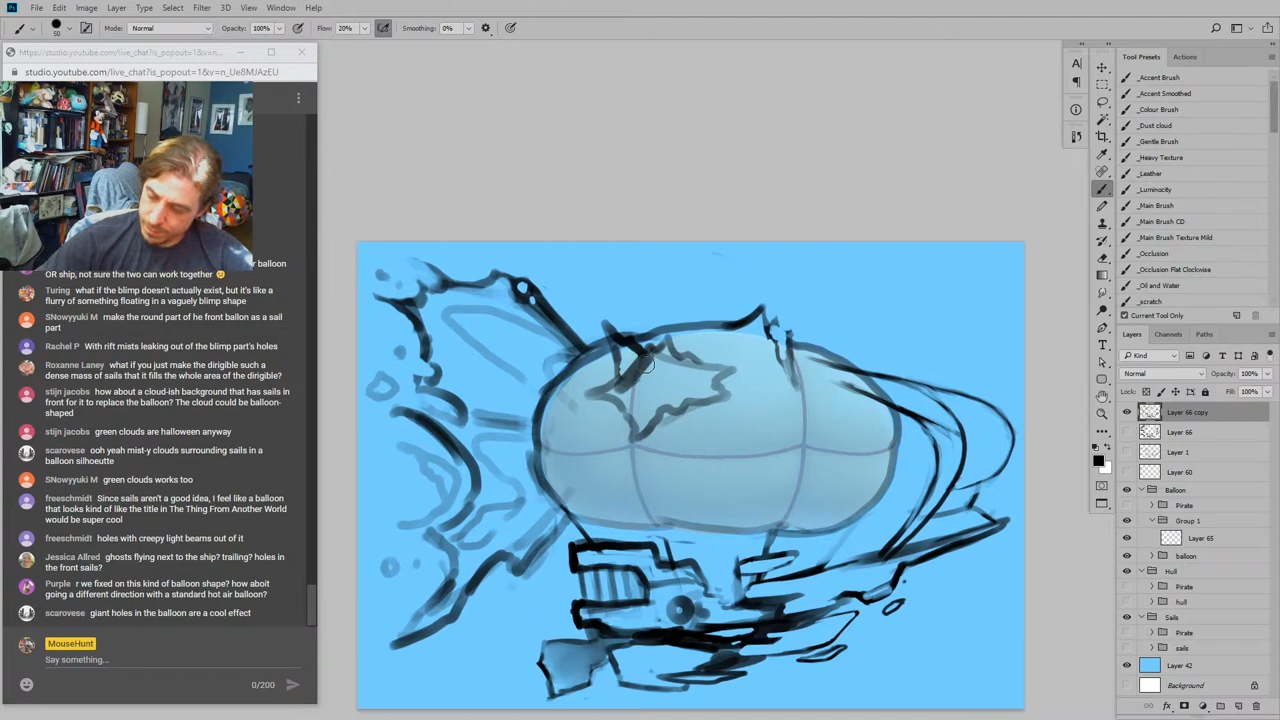 File Edit Image Layer Type Select Filter 3D View Window Help
50 Mode: Normal Opacity: 100% Flow: 20% Smoothing: 0%
https://studio.youtube.com/live_chat?is_popout=1&v=n_...
studio.youtube.com/live_chat?is_popout=1&v=n_Ue8MJAzEU
er balloon
OR ship, not sure the two can work together
Turing what if the blimp doesn't actually exist, but it's like a
flurry of something floating in a vaguely blimp shape
SNowyyuki M make the round part of he front ballon as a sail
part
Rachel P With rift mists leaking out of the blimp part's holes
Roxanne Laney what if you just make the dirigible such a
dense mass of sails that it fills the whole area of the dirigible?
stijn jacobs how about a cloud-ish background that has sails in
front for it to replace the balloon? The cloud could be balloon-
shaped
stijn jacobs green clouds are halloween anyway
scarovese ooh yeah mist-y clouds surrounding sails in a
balloon silhoeutte
SNowyyuki M green clouds works too
freeschmidt Since sails aren't a good idea, I feel like a balloon
that looks kind of like the title in The Thing From Another World
would be super cool
freeschmidt holes with creepy light beams out of it
Jessica Allred ghosts flying next to the ship? trailing? holes in
the front sails?
Purple r we fixed on this kind of balloon shape? how aboit
going a different direction with a standard hot air balloon?
scarovese giant holes in the balloon are a cool effect
MouseHunt
Say something...
0/200
Tool Presets Actions
_Accent Brush
_Accent Smoothed
_Colour Brush
_Dust cloud
_Gentle Brush
_Heavy Texture
_Leather
_Luminocity
_Main Brush
_Main Brush CD
_Main Brush Texture Mild
_Occlusion
_Occlusion Flat Clockwise
_Oil and Water
_scratch
Current Tool Only
Layers Channels Paths
Kind
Normal Opacity: 100%
Lock: Fill: 100%
Layer 66 copy
Layer 66
Layer 1
Layer 60
Balloon
Pirate
Group 1
Layer 65
balloon
Hull
Pirate
hull
Sails
Pirate
sails
Layer 42
Background